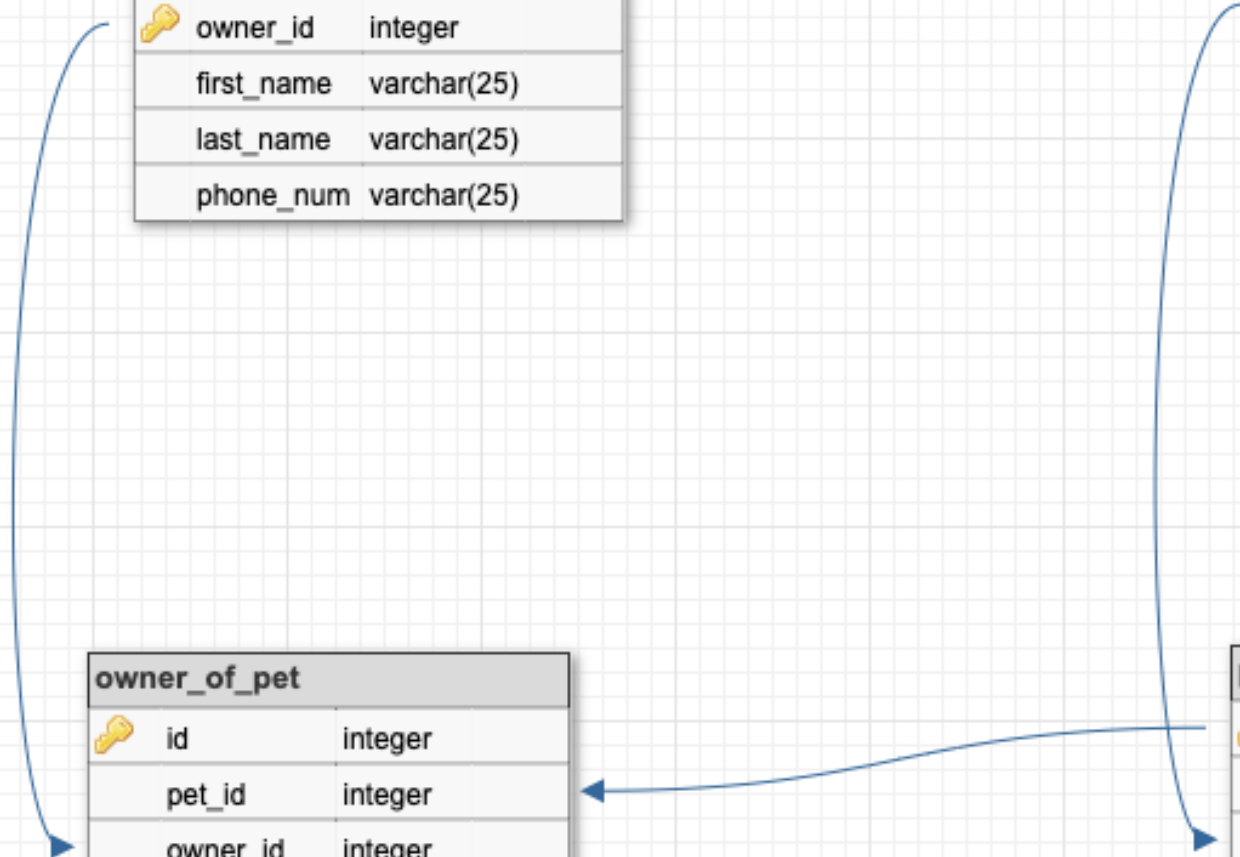 owner_id integer
first_name varchar(25)
last_name varchar(25)
phone_num varchar(25)
owner_of_pet
id integer
pet_id integer
owner_id integer